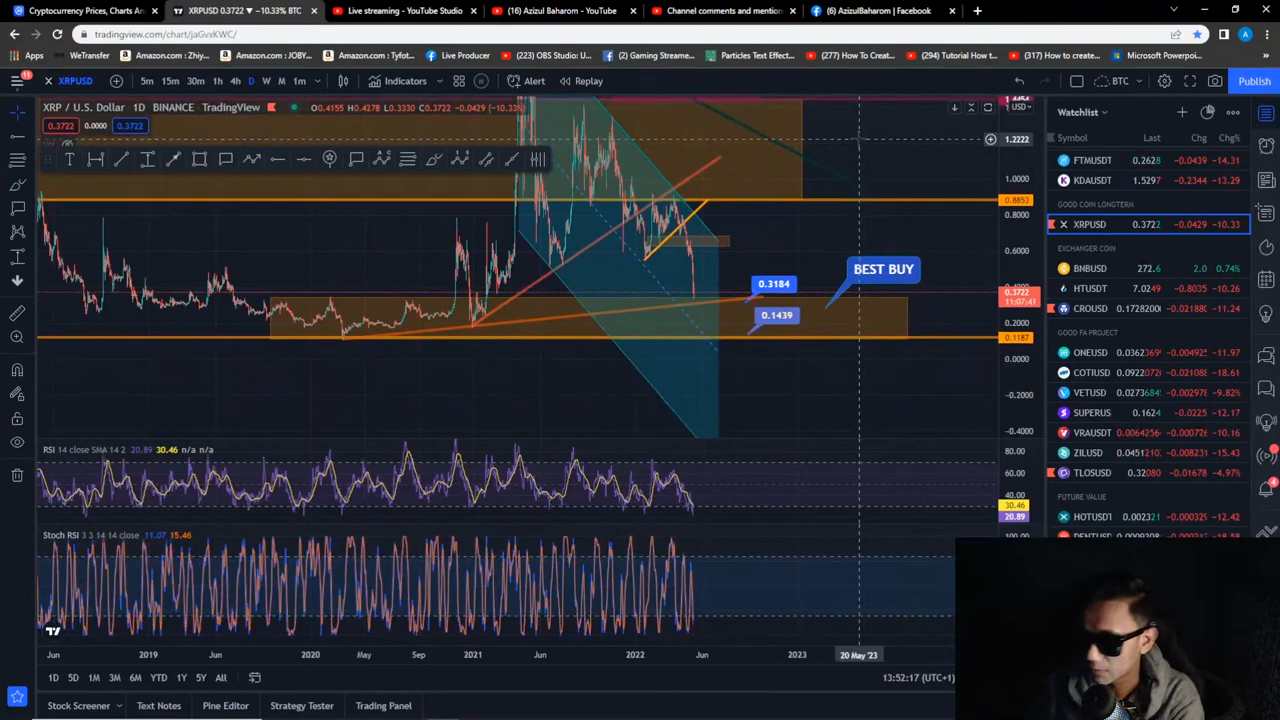 Cryptocurrency Prices, Charts An
XRPUSD 0.3722 ▼ −10.33% BTC
Live streaming - YouTube Studio
(16) Azizul Baharom - YouTube
Channel comments and mention
(6) AzizulBaharom | Facebook
tradingview.com/chart/jaGvxKWC/
Apps
WeTransfer
Amazon.com : Zhiy...
Amazon.com : JOBY...
Amazon.com : Tyfot...
Live Producer
(223) OBS Studio: U...
(2) Gaming Streame...
Particles Text Effect...
(177) How To Creat...
(294) Tutorial How t...
(317) How to create...
Microsoft Powerpoi...
11
XRPUSD
5m 15m 30m 1h 4h D W M 1m
Indicators
Alert
Replay
BTC
Publish
XRP / U.S. Dollar 1D BINANCE TradingView
O0.4155 H0.4278 L0.3330 C0.3722 −0.0429 (−10.33%)
USD
0.3722 0.0000 0.3722
1.2222
1.0000
0.8853
0.8000
0.6000
0.3722
11:07:41
0.2000
0.1187
0.0000
−0.2000
−0.4000
BEST BUY
0.3184
0.1439
RSI 14 close SMA 14 2 20.89 30.46 n/a n/a
80.00
60.00
40.00
30.46
20.89
Stoch RSI 3 3 14 14 close 11.07 15.46
100.00
Jun 2019 Jun 2020 May Sep 2021 Jun 2022 Jun 2023 20 May '23
1D 5D 1M 3M 6M YTD 1Y 5Y All
13:52:17 (UTC+1)
Stock Screener
Text Notes
Pine Editor
Strategy Tester
Trading Panel
Watchlist
Symbol Last Chg Chg%
FTMUSDT 0.2628 −0.0439 −14.31
KDAUSDT 1.5297 −0.2344 −13.29
GOOD COIN LONGTERM
XRPUSD 0.3722 −0.0429 −10.33
EXCHANGER COIN
BNBUSD 272.6 2.0 0.74%
HTUSDT 7.0249 −0.8035 −10.26
CROUSD 0.17282000 −0.02188 −11.24
GOOD FA PROJECT
ONEUSD 0.0362369 −0.00492 −11.97
COTIUSD 0.0922072 −0.02108 −18.61
VETUSD 0.0273684 −0.00297 −9.82%
SUPERUS 0.1624 −0.0225 −12.17
VRAUSDT 0.0064256 −0.00077 −10.16
ZILUSD 0.0451210 −0.00823 −15.43
TLOSUSD 0.32080 −0.01678 −4.97%
FUTURE VALUE
HOTUSDT 0.002321 −0.00032 −12.42
4